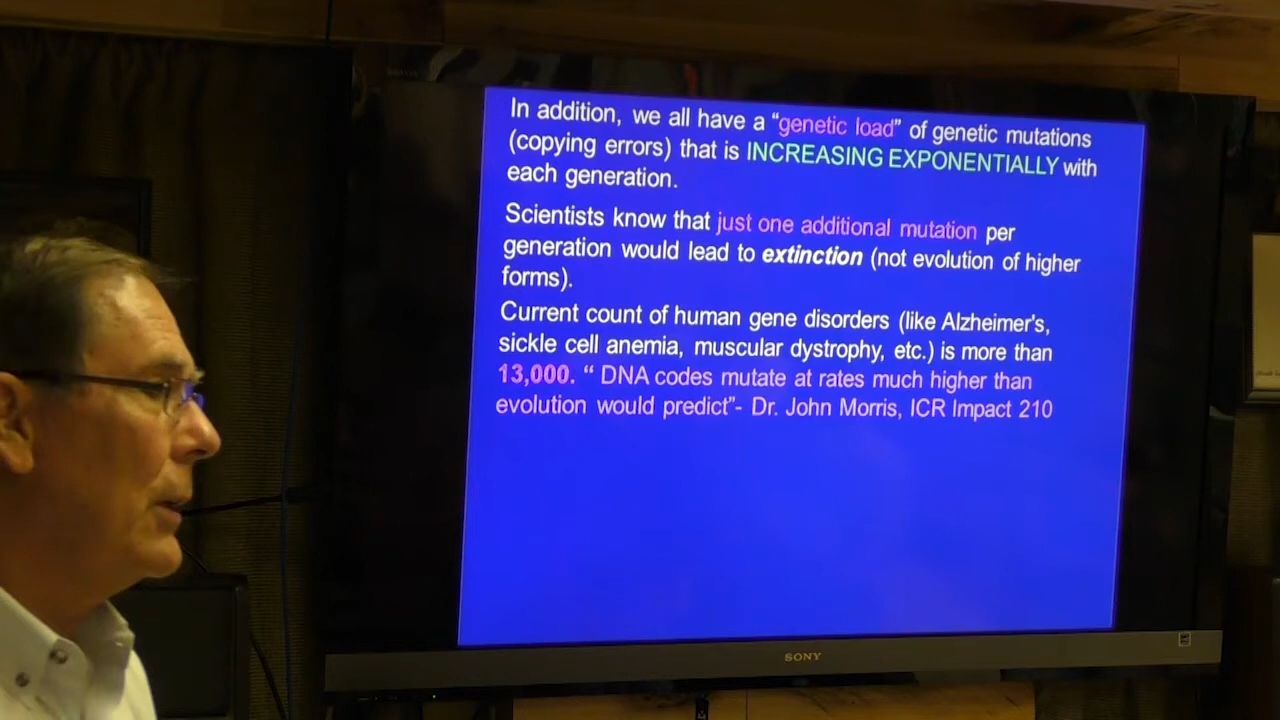 In addition, we all have a “genetic load” of genetic mutations
(copying errors) that is INCREASING EXPONENTIALLY with
each generation.
Scientists know that just one additional mutation per
generation would lead to extinction (not evolution of higher
forms).
Current count of human gene disorders (like Alzheimer's,
sickle cell anemia, muscular dystrophy, etc.) is more than
13,000. “ DNA codes mutate at rates much higher than
evolution would predict”- Dr. John Morris, ICR Impact 210
SONY